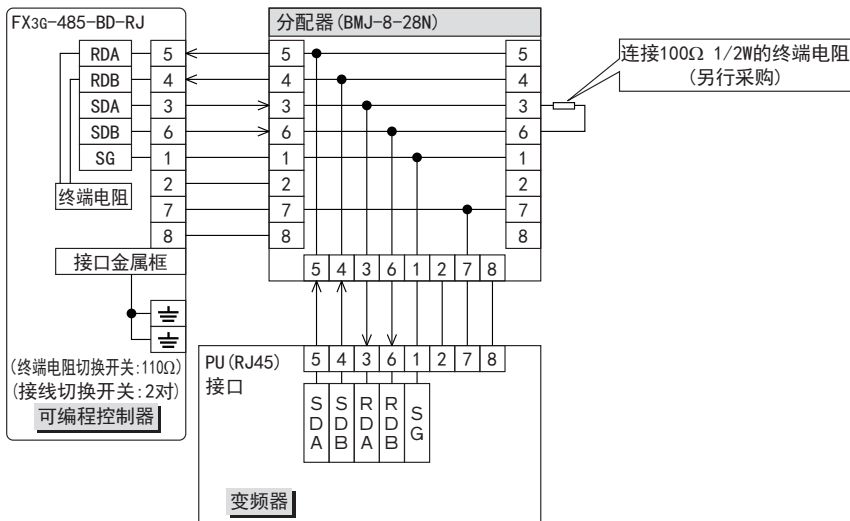 FX3G-485-BD-RJ
RDA 5
RDB 4
SDA 3
SDB 6
SG 1
2
终端电阻
7
8
接口金属框
(终端电阻切换开关:110Ω)
(接线切换开关:2对)
可编程控制器
分配器(BMJ-8-28N)
5 5
4 4
3 3
6 6
1 1
2 2
7 7
8 8
5 4 3 6 1 2 7 8
连接100Ω 1/2W的终端电阻
(另行采购)
PU(RJ45)
接口
5 4 3 6 1 2 7 8
SDA SDB RDA RDB SG
变频器